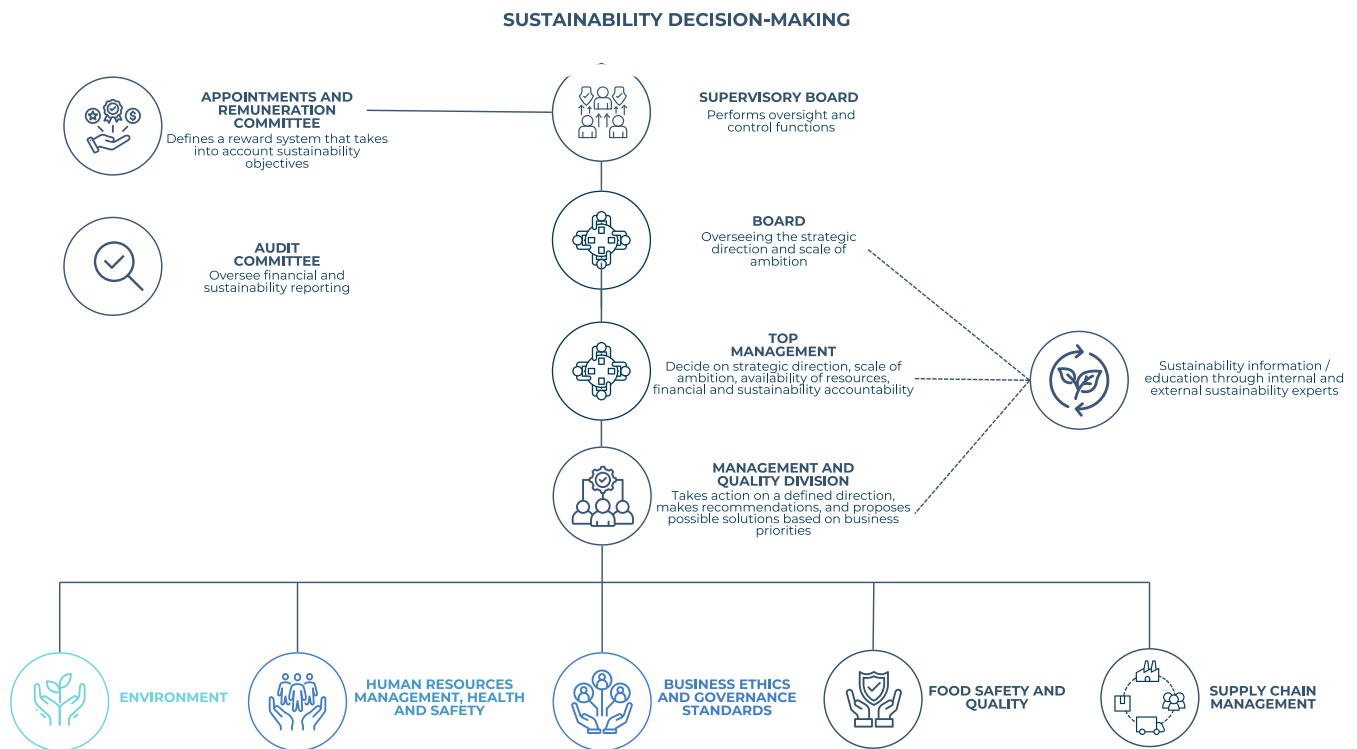 SUSTAINABILITY DECISION-MAKING
APPOINTMENTS AND
REMUNERATION
COMMITTEE
Defines a reward system that takes
into account sustainability
objectives
SUPERVISORY BOARD
Performs oversight and
control functions
AUDIT
COMMITTEE
Oversee financial and
sustainability reporting
BOARD
Overseeing the strategic
direction and scale of
ambition
TOP
MANAGEMENT
Decide on strategic direction, scale of
ambition, availability of resources,
financial and sustainability accountability
Sustainability information /
education through internal and
external sustainability experts
MANAGEMENT AND
QUALITY DIVISION
Takes action on a defined direction,
makes recommendations, and proposes
possible solutions based on business
priorities
ENVIRONMENT
HUMAN RESOURCES
MANAGEMENT, HEALTH
AND SAFETY
BUSINESS ETHICS
AND GOVERNANCE
STANDARDS
FOOD SAFETY AND
QUALITY
SUPPLY CHAIN
MANAGEMENT